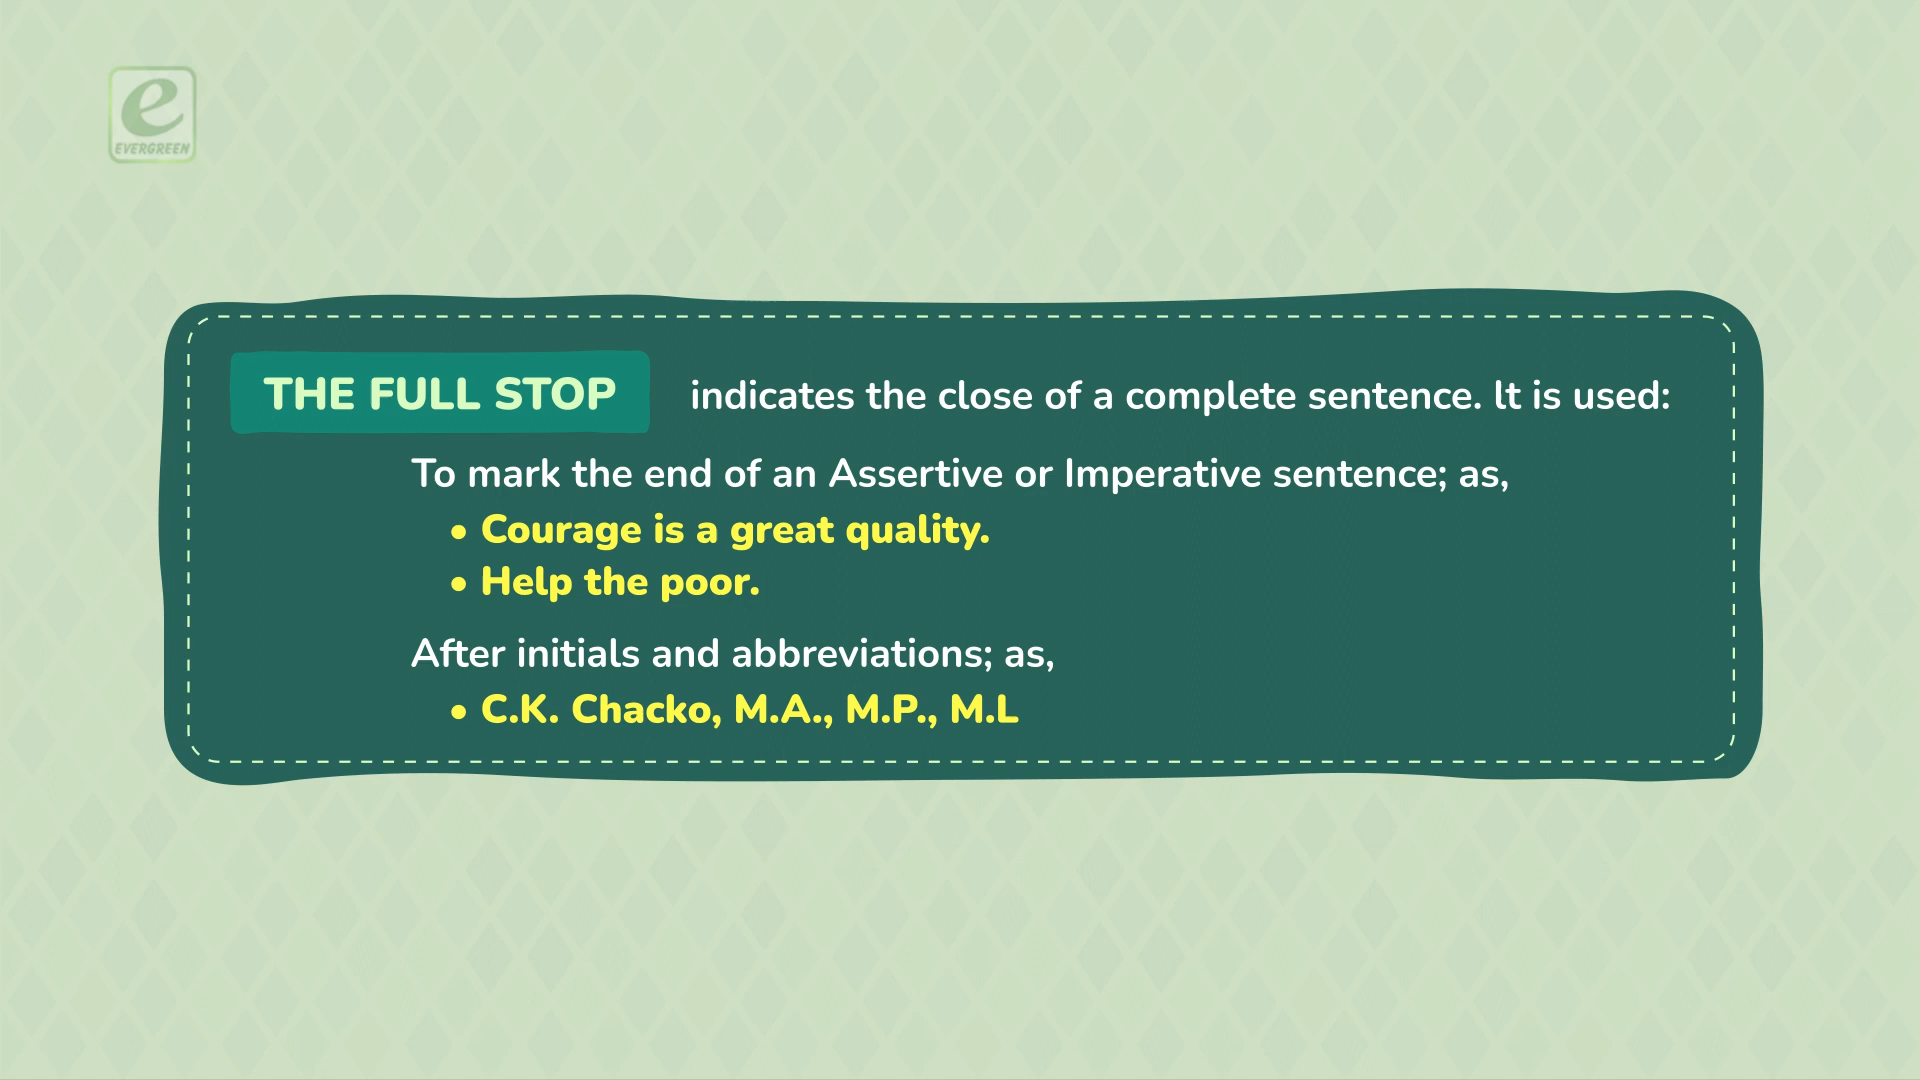 e
EVERGREEN
THE FULL STOP indicates the close of a complete sentence. lt is used:
To mark the end of an Assertive or Imperative sentence; as,
• Courage is a great quality.
• Help the poor.
After initials and abbreviations; as,
• C.K. Chacko, M.A., M.P., M.L